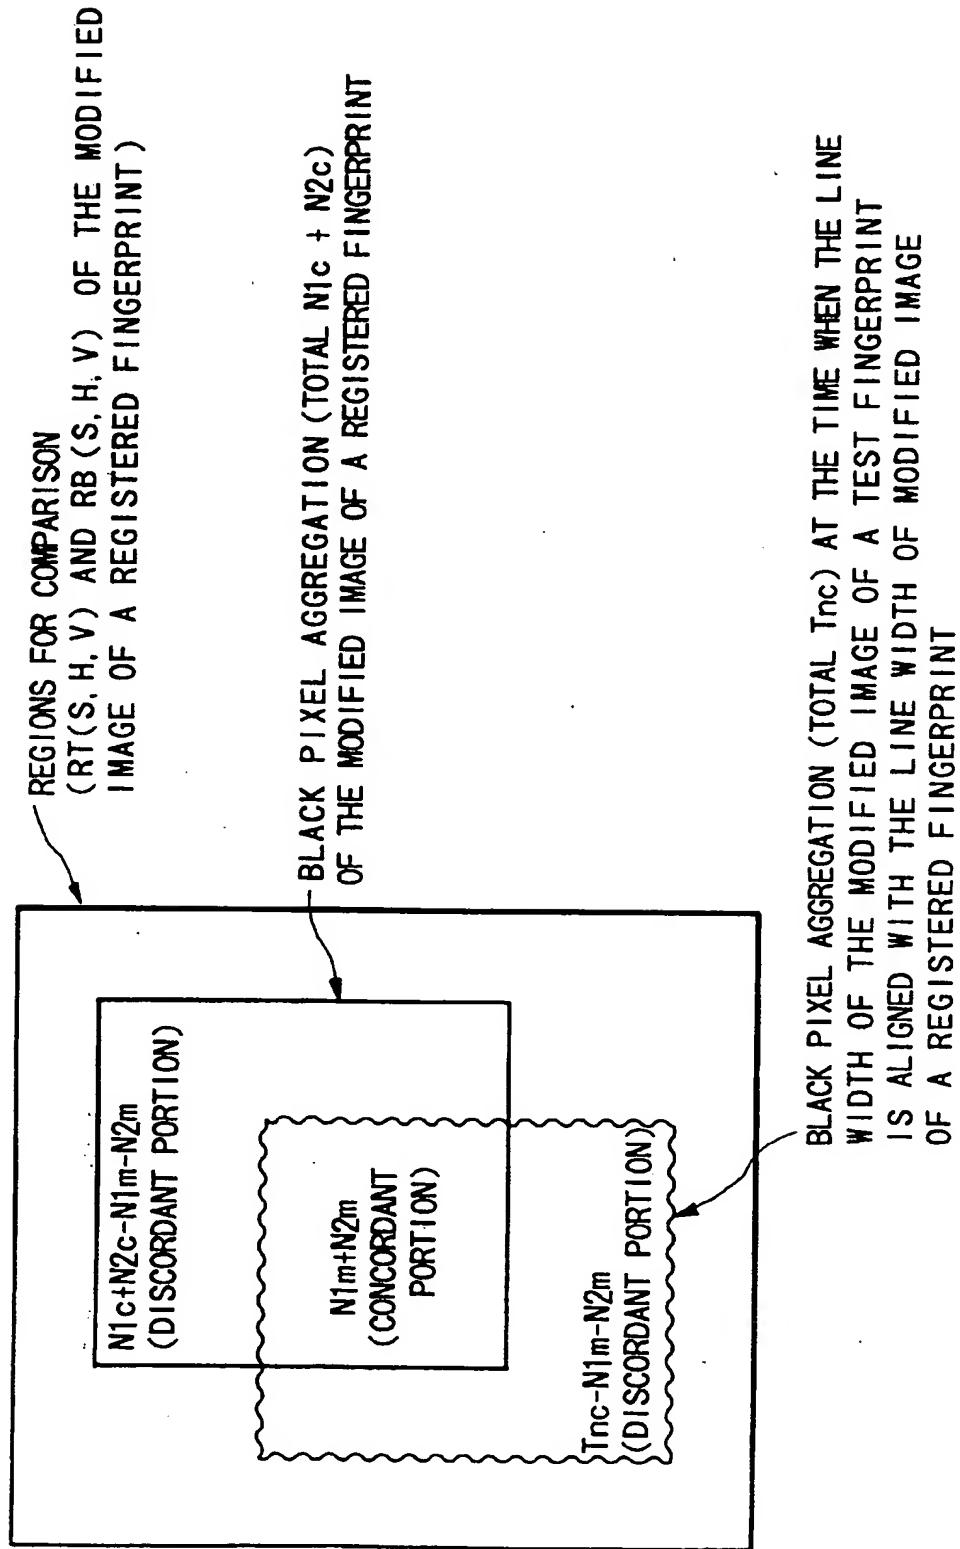 REGIONS FOR COMPARISON
(RT(S, H, V) AND RB(S, H, V) OF THE MODIFIED
IMAGE OF A REGISTERED FINGERPRINT)
BLACK PIXEL AGGREGATION (TOTAL N1c + N2c)
OF THE MODIFIED IMAGE OF A REGISTERED FINGERPRINT
N1c+N2c-N1m-N2m
(DISCORDANT PORTION)
N1m+N2m
(CONCORDANT
PORTION)
Tnc-N1m-N2m
(DISCORDANT PORTION)
BLACK PIXEL AGGREGATION (TOTAL Tnc) AT THE TIME WHEN THE LINE
WIDTH OF THE MODIFIED IMAGE OF A TEST FINGERPRINT
IS ALIGNED WITH THE LINE WIDTH OF MODIFIED IMAGE
OF A REGISTERED FINGERPRINT